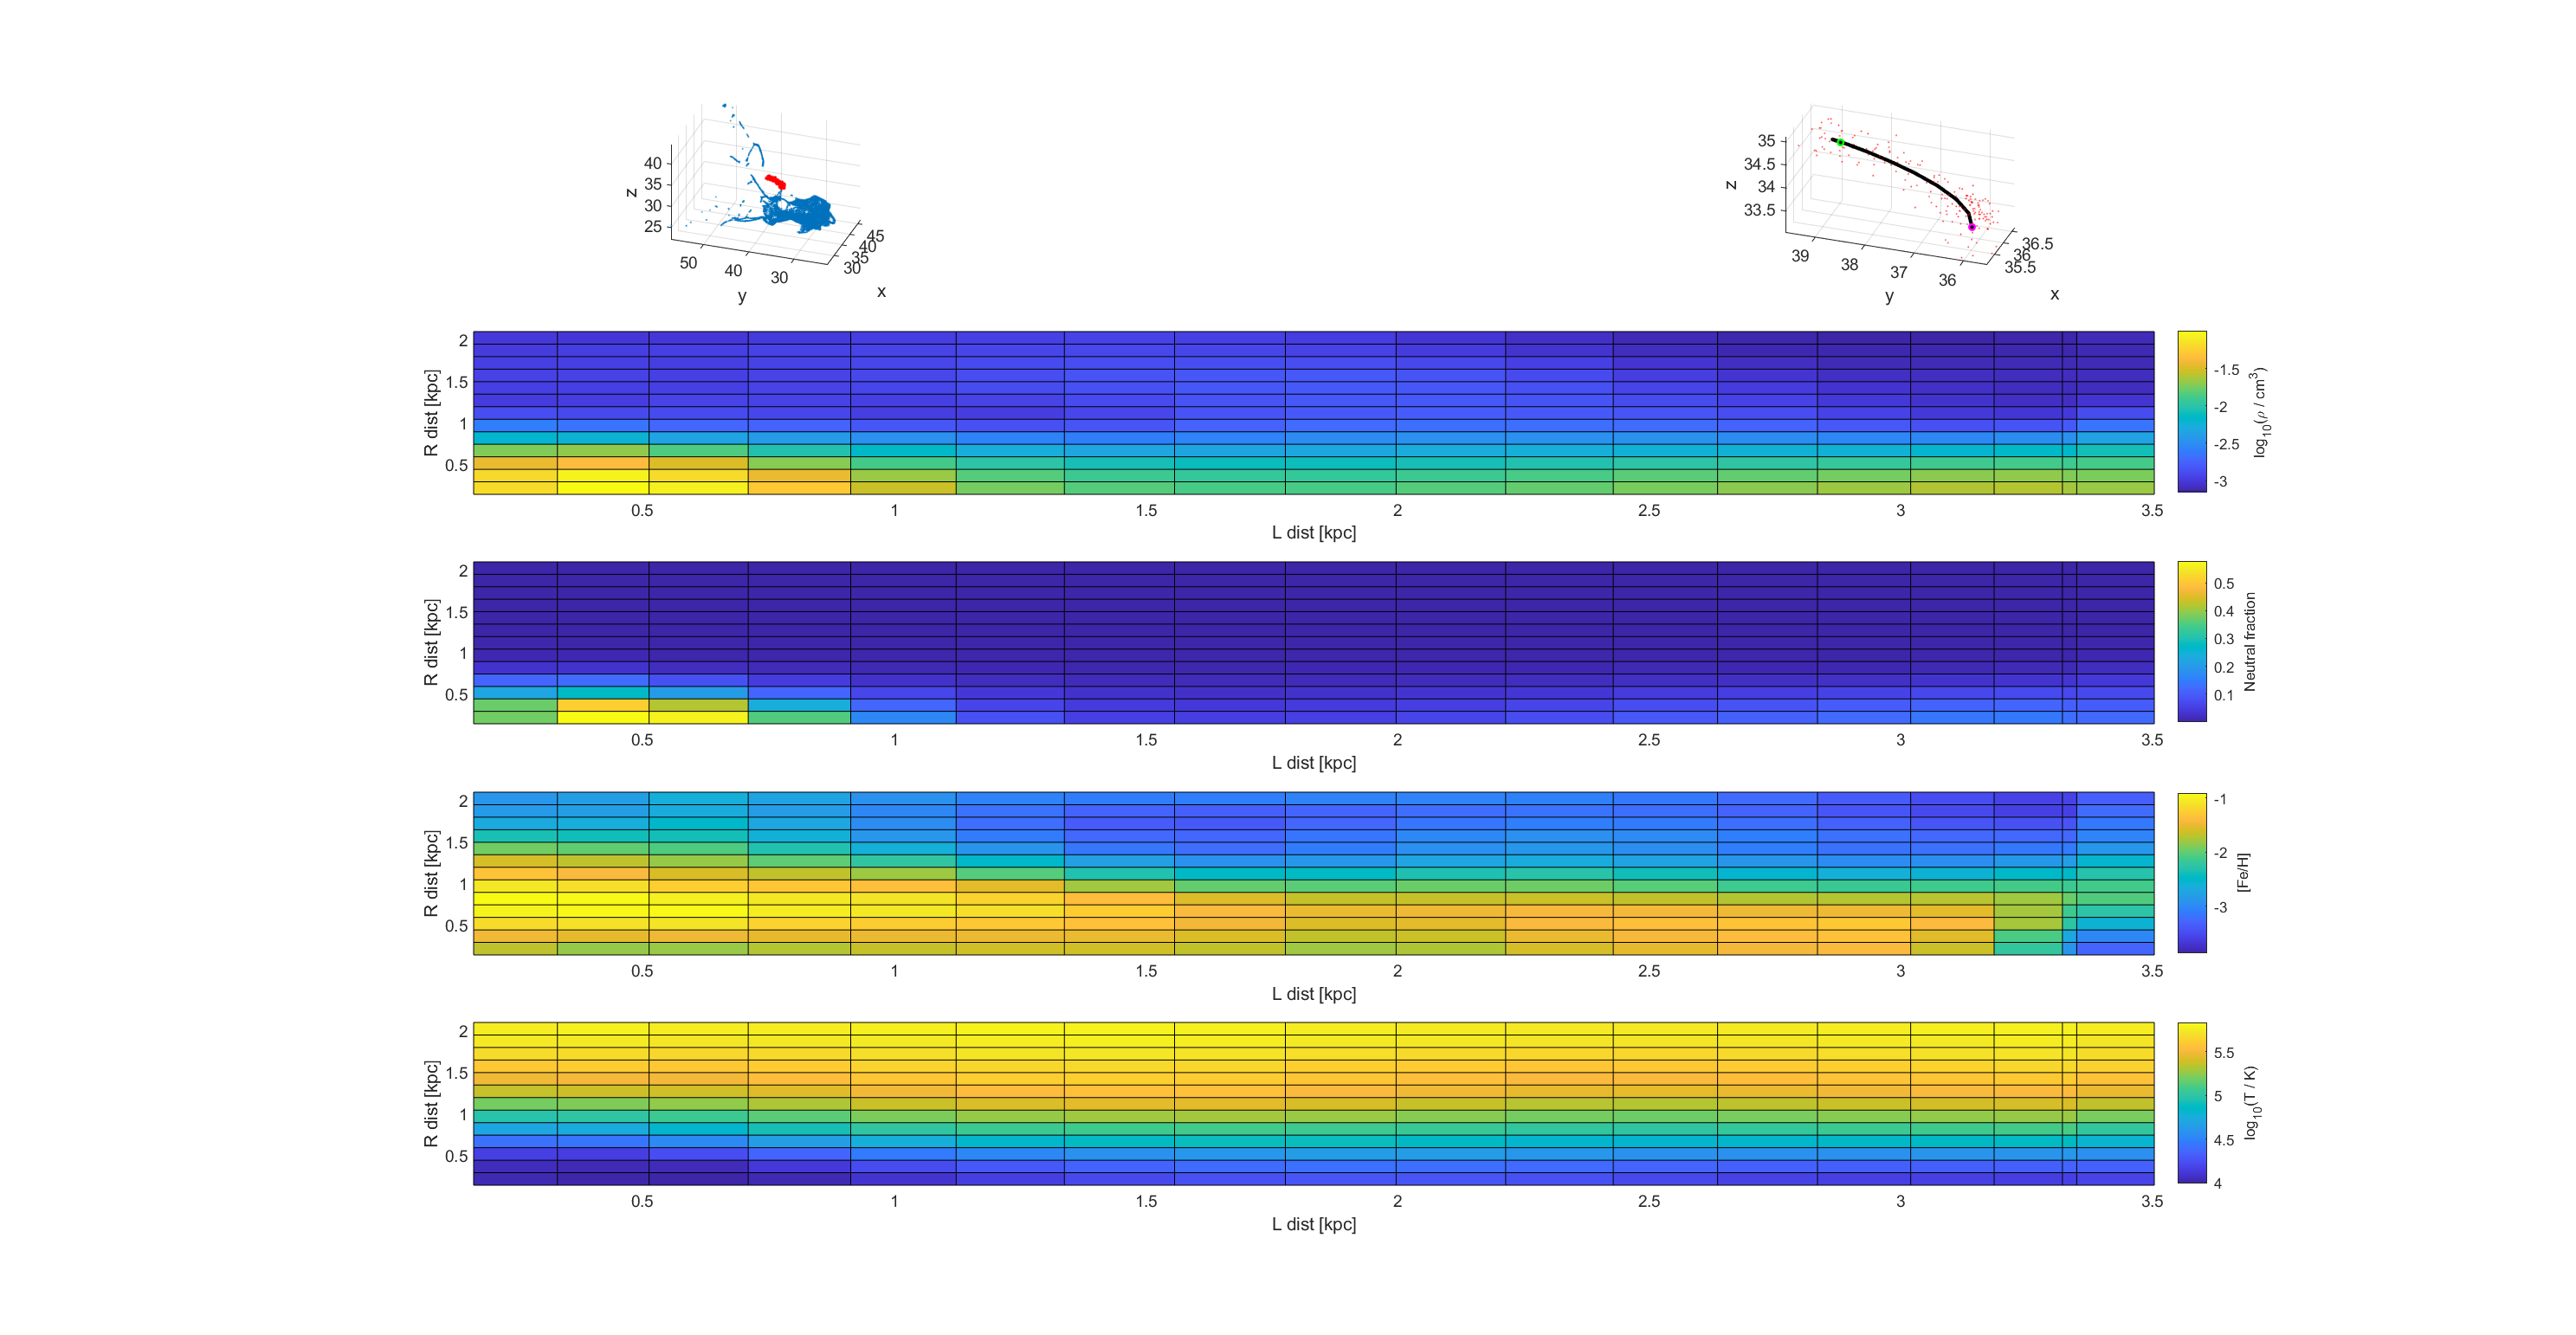 40
35
30
25
z
50
40
30
y
45
40
35
30
x
35
34.5
34
33.5
z
39
38
37
36
y
36.5
36
35.5
x
2
1.5
1
0.5
R dist [kpc]
0.5 1 1.5 2 2.5 3 3.5
L dist [kpc]
-1.5
-2
-2.5
-3
log10(ρ / cm3)
2
1.5
1
0.5
R dist [kpc]
0.5 1 1.5 2 2.5 3 3.5
L dist [kpc]
0.5
0.4
0.3
0.2
0.1
Neutral fraction
2
1.5
1
0.5
R dist [kpc]
0.5 1 1.5 2 2.5 3 3.5
L dist [kpc]
-1
-2
-3
[Fe/H]
2
1.5
1
0.5
R dist [kpc]
0.5 1 1.5 2 2.5 3 3.5
L dist [kpc]
5.5
5
4.5
4
log10(T / K)